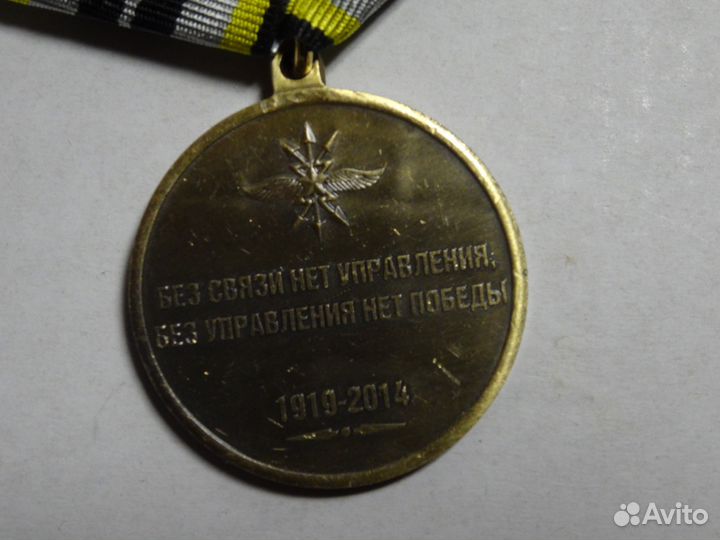 БЕЗ СВЯЗИ НЕТ УПРАВЛЕНИЯ,
БЕЗ УПРАВЛЕНИЯ НЕТ ПОБЕДЫ
1919-2014
Avito